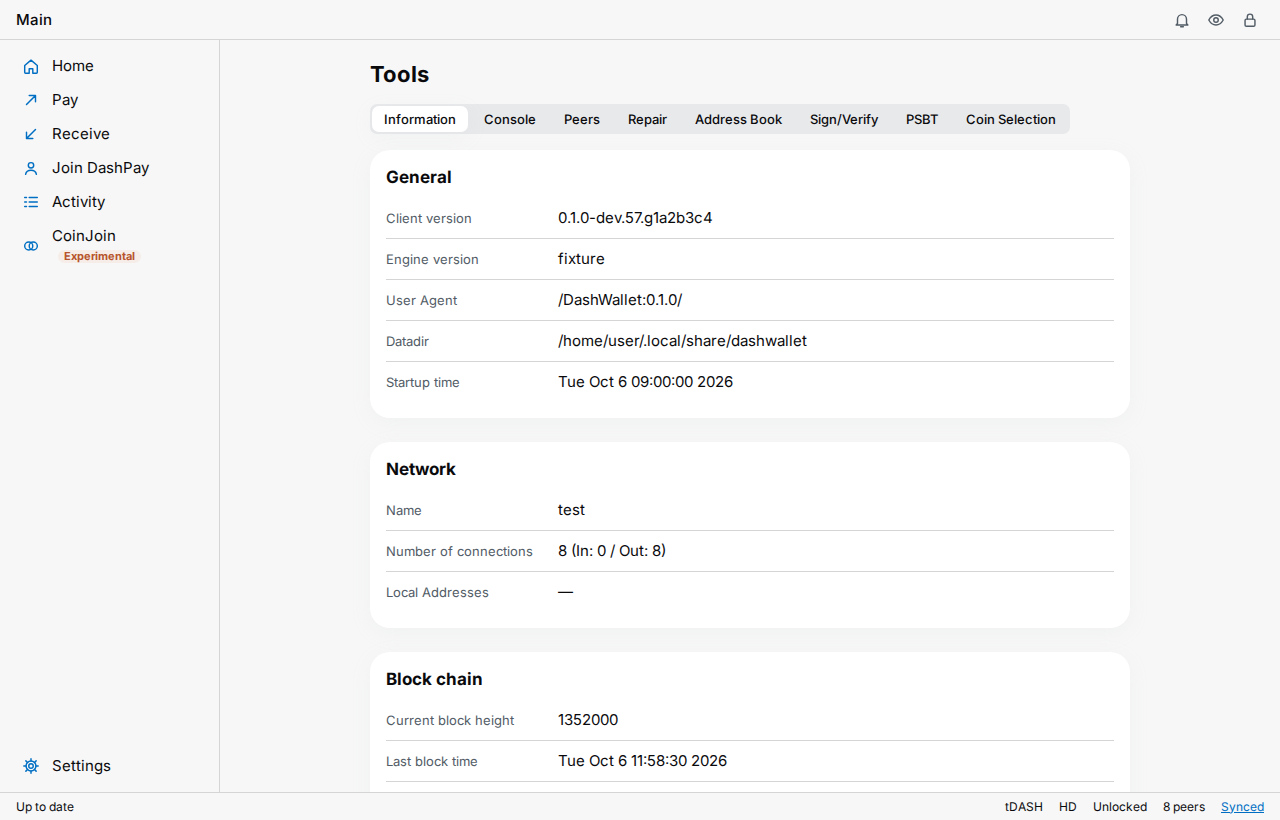 Main
Home
Pay
Receive
Join DashPay
Activity
CoinJoin
Experimental
Settings
Tools
Information Console Peers Repair Address Book Sign/Verify PSBT Coin Selection
General
Client version 0.1.0-dev.57.g1a2b3c4
Engine version fixture
User Agent /DashWallet:0.1.0/
Datadir /home/user/.local/share/dashwallet
Startup time Tue Oct 6 09:00:00 2026
Network
Name test
Number of connections 8 (In: 0 / Out: 8)
Local Addresses —
Block chain
Current block height 1352000
Last block time Tue Oct 6 11:58:30 2026
Up to date tDASH HD Unlocked 8 peers Synced